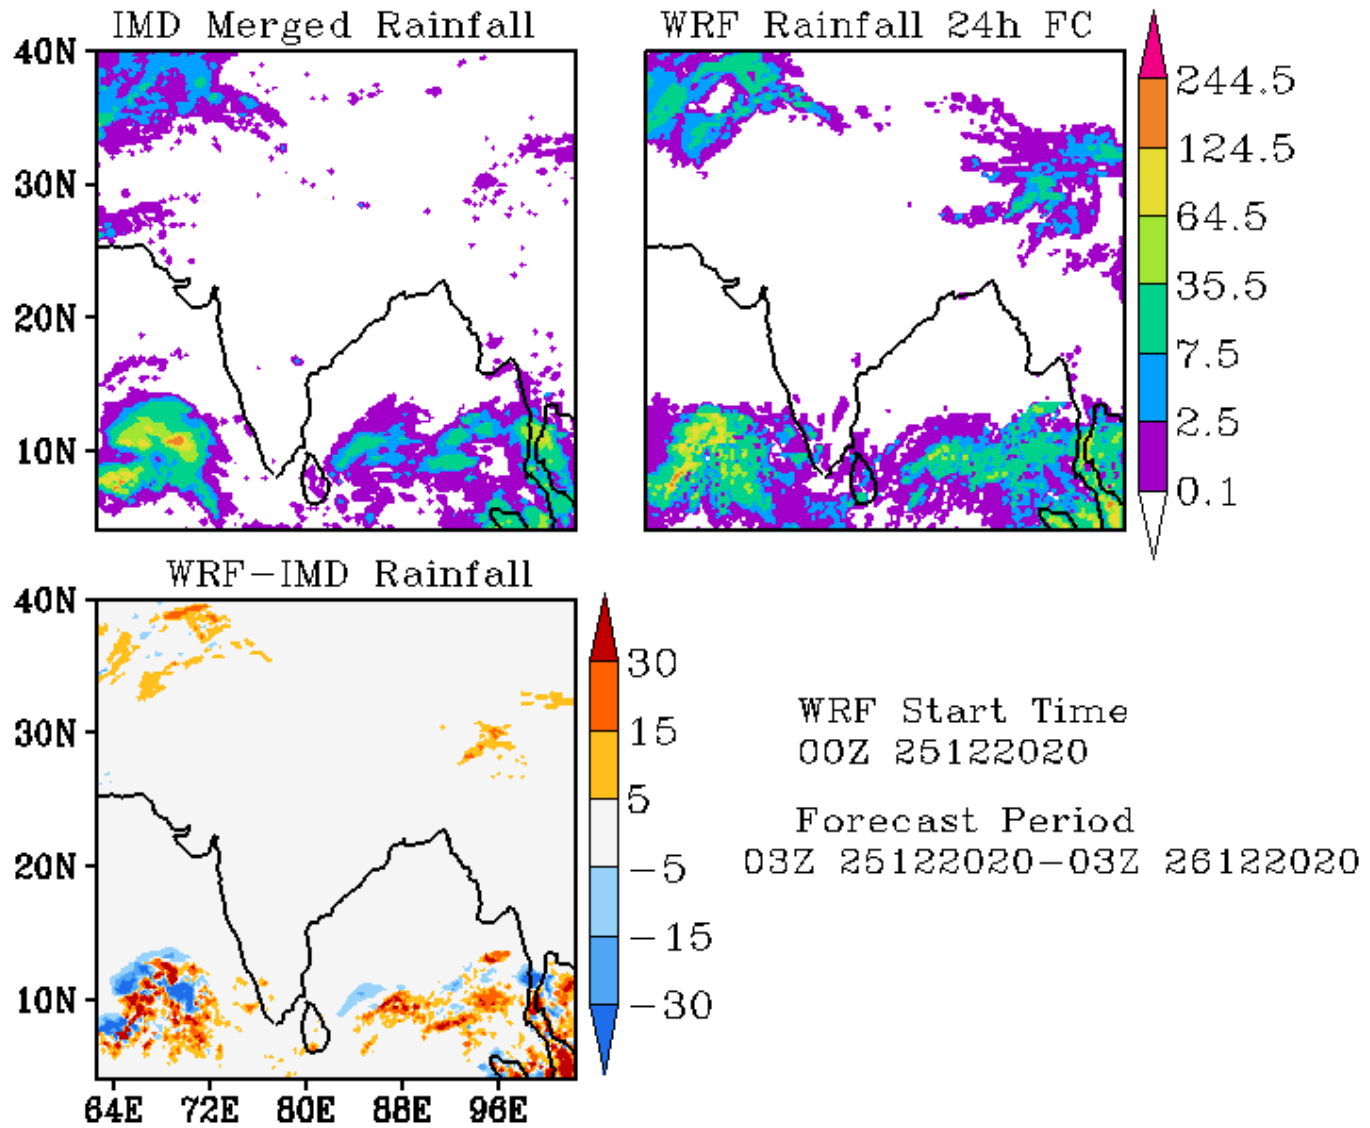 IMD Merged Rainfall
WRF Rainfall 24h FC
40N
30N
20N
10N
244.5
124.5
64.5
35.5
7.5
2.5
0.1
WRF-IMD Rainfall
40N
30N
20N
10N
64E 72E 80E 88E 96E
30
15
5
-5
-15
-30
WRF Start Time
00Z 25122020
Forecast Period
03Z 25122020-03Z 26122020